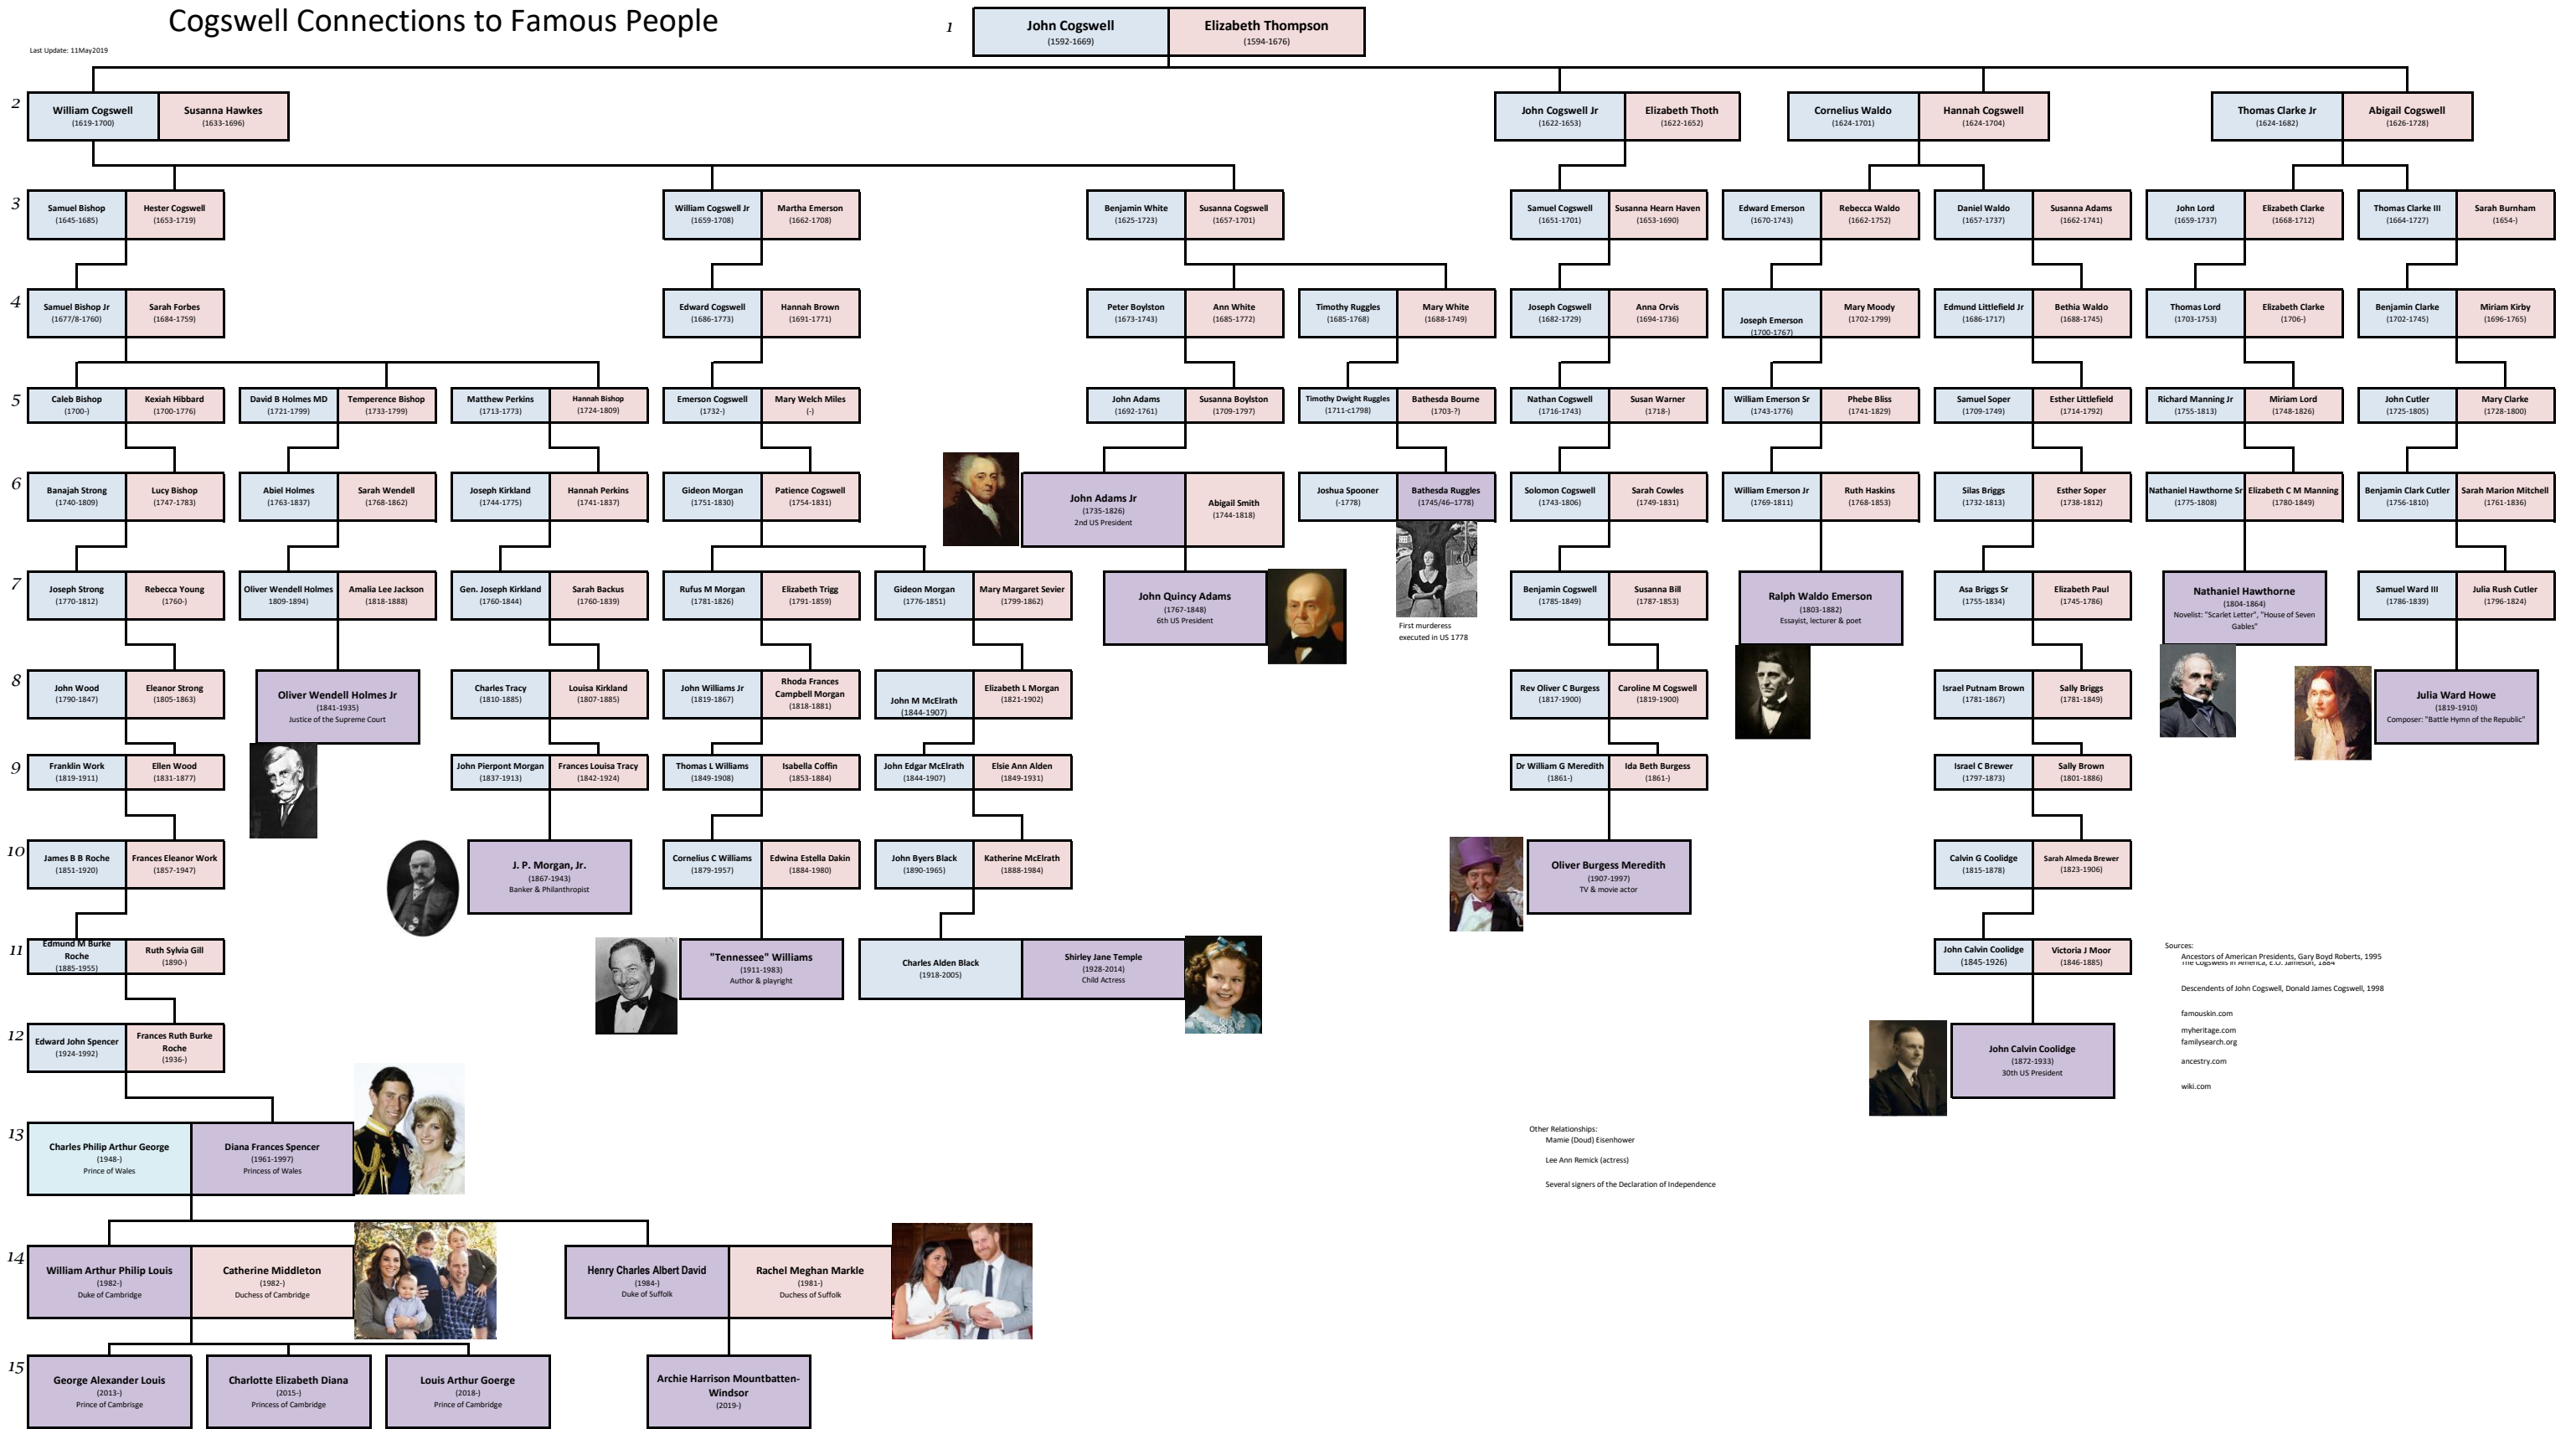 Cogswell Connections to Famous People
Last Update: 11May2019
1
John Cogswell
(1592-1669)
Elizabeth Thompson
(1594-1676)
2
William Cogswell
(1619-1700)
Susanna Hawkes
(1633-1696)
John Cogswell Jr
(1622-1653)
Elizabeth Thoth
(1622-1652)
Cornelius Waldo
(1624-1701)
Hannah Cogswell
(1624-1704)
Thomas Clarke Jr
(1624-1682)
Abigail Cogswell
(1626-1728)
3
Samuel Bishop
(1645-1685)
Hester Cogswell
(1653-1719)
William Cogswell Jr
(1659-1708)
Martha Emerson
(1662-1708)
Benjamin White
(1625-1723)
Susanna Cogswell
(1657-1701)
Samuel Cogswell
(1651-1701)
Susanna Hearn Haven
(1653-1690)
Edward Emerson
(1670-1743)
Rebecca Waldo
(1662-1752)
Daniel Waldo
(1657-1737)
Susanna Adams
(1662-1741)
John Lord
(1659-1737)
Elizabeth Clarke
(1668-1712)
Thomas Clarke III
(1664-1727)
Sarah Burnham
(1654-)
4
Samuel Bishop Jr
(1677/8-1760)
Sarah Forbes
(1684-1759)
Edward Cogswell
(1686-1773)
Hannah Brown
(1691-1771)
Peter Boylston
(1673-1743)
Ann White
(1685-1772)
Timothy Ruggles
(1685-1768)
Mary White
(1688-1749)
Joseph Cogswell
(1682-1729)
Anna Orvis
(1694-1736)
Joseph Emerson
(1700-1767)
Mary Moody
(1702-1799)
Edmund Littlefield Jr
(1686-1717)
Bethia Waldo
(1688-1745)
Thomas Lord
(1703-1753)
Elizabeth Clarke
(1706-)
Benjamin Clarke
(1702-1745)
Miriam Kirby
(1696-1765)
5
Caleb Bishop
(1700-)
Kexiah Hibbard
(1700-1776)
David B Holmes MD
(1721-1799)
Temperence Bishop
(1733-1799)
Matthew Perkins
(1713-1773)
Hannah Bishop
(1724-1809)
Emerson Cogswell
(1732-)
Mary Welch Miles
(-)
John Adams
(1692-1761)
Susanna Boylston
(1709-1797)
Timothy Dwight Ruggles
(1711-c1798)
Bathesda Bourne
(1703-?)
Nathan Cogswell
(1716-1743)
Susan Warner
(1718-)
William Emerson Sr
(1743-1776)
Phebe Bliss
(1741-1829)
Samuel Soper
(1709-1749)
Esther Littlefield
(1714-1792)
Richard Manning Jr
(1755-1813)
Miriam Lord
(1748-1826)
John Cutler
(1725-1805)
Mary Clarke
(1728-1800)
6
Banajah Strong
(1740-1809)
Lucy Bishop
(1747-1783)
Abiel Holmes
(1763-1837)
Sarah Wendell
(1768-1862)
Joseph Kirkland
(1744-1775)
Hannah Perkins
(1741-1837)
Gideon Morgan
(1751-1830)
Patience Cogswell
(1754-1831)
John Adams Jr
(1735-1826)
2nd US President
Abigail Smith
(1744-1818)
Joshua Spooner
(-1778)
Bathesda Ruggles
(1745/46–1778)
Solomon Cogswell
(1743-1806)
Sarah Cowles
(1749-1831)
William Emerson Jr
(1769-1811)
Ruth Haskins
(1768-1853)
Silas Briggs
(1732-1813)
Esther Soper
(1738-1812)
Nathaniel Hawthorne Sr
(1775-1808)
Elizabeth C M Manning
(1780-1849)
Benjamin Clark Cutler
(1756-1810)
Sarah Marion Mitchell
(1761-1836)
7
Joseph Strong
(1770-1812)
Rebecca Young
(1760-)
Oliver Wendell Holmes
1809-1894)
Amalia Lee Jackson
(1818-1888)
Gen. Joseph Kirkland
(1760-1844)
Sarah Backus
(1760-1839)
Rufus M Morgan
(1781-1826)
Elizabeth Trigg
(1791-1859)
Gideon Morgan
(1776-1851)
Mary Margaret Sevier
(1799-1862)
John Quincy Adams
(1767-1848)
6th US President
First murderess
executed in US 1778
Benjamin Cogswell
(1785-1849)
Susanna Bill
(1787-1853)
Ralph Waldo Emerson
(1803-1882)
Essayist, lecturer & poet
Asa Briggs Sr
(1755-1834)
Elizabeth Paul
(1745-1786)
Nathaniel Hawthorne
(1804-1864)
Novelist: "Scarlet Letter", "House of Seven
Gables"
Samuel Ward III
(1786-1839)
Julia Rush Cutler
(1796-1824)
8
John Wood
(1790-1847)
Eleanor Strong
(1805-1863)
Oliver Wendell Holmes Jr
(1841-1935)
Justice of the Supreme Court
Charles Tracy
(1810-1885)
Louisa Kirkland
(1807-1885)
John Williams Jr
(1819-1867)
Rhoda Frances
Campbell Morgan
(1818-1881)
John M McElrath
(1844-1907)
Elizabeth L Morgan
(1821-1902)
Rev Oliver C Burgess
(1817-1900)
Caroline M Cogswell
(1819-1900)
Israel Putnam Brown
(1781-1867)
Sally Briggs
(1781-1849)
Julia Ward Howe
(1819-1910)
Composer: "Battle Hymn of the Republic"
9
Franklin Work
(1819-1911)
Ellen Wood
(1831-1877)
John Pierpont Morgan
(1837-1913)
Frances Louisa Tracy
(1842-1924)
Thomas L Williams
(1849-1908)
Isabella Coffin
(1853-1884)
John Edgar McElrath
(1844-1907)
Elsie Ann Alden
(1849-1931)
Dr William G Meredith
(1861-)
Ida Beth Burgess
(1861-)
Israel C Brewer
(1797-1873)
Sally Brown
(1801-1886)
10
James B B Roche
(1851-1920)
Frances Eleanor Work
(1857-1947)
J. P. Morgan, Jr.
(1867-1943)
Banker & Philanthropist
Cornelius C Williams
(1879-1957)
Edwina Estella Dakin
(1884-1980)
John Byers Black
(1890-1965)
Katherine McElrath
(1888-1984)
Oliver Burgess Meredith
(1907-1997)
TV & movie actor
Calvin G Coolidge
(1815-1878)
Sarah Almeda Brewer
(1823-1906)
11
Edmund M Burke
Roche
(1885-1955)
Ruth Sylvia Gill
(1890-)
"Tennessee" Williams
(1911-1983)
Author & playright
Charles Alden Black
(1918-2005)
Shirley Jane Temple
(1928-2014)
Child Actress
John Calvin Coolidge
(1845-1926)
Victoria J Moor
(1846-1885)
Sources:
Ancestors of American Presidents, Gary Boyd Roberts, 1995
The Cogswells in America, E.O. Jameson, 1884
Descendents of John Cogswell, Donald James Cogswell, 1998
famouskin.com
myheritage.com
familysearch.org
ancestry.com
wiki.com
12
Edward John Spencer
(1924-1992)
Frances Ruth Burke
Roche
(1936-)
John Calvin Coolidge
(1872-1933)
30th US President
13
Charles Philip Arthur George
(1948-)
Prince of Wales
Diana Frances Spencer
(1961-1997)
Princess of Wales
Other Relationships:
Mamie (Doud) Eisenhower
Lee Ann Remick (actress)
Several signers of the Declaration of Independence
14
William Arthur Philip Louis
(1982-)
Duke of Cambridge
Catherine Middleton
(1982-)
Duchess of Cambridge
Henry Charles Albert David
(1984-)
Duke of Suffolk
Rachel Meghan Markle
(1981-)
Duchess of Suffolk
15
George Alexander Louis
(2013-)
Prince of Cambrisge
Charlotte Elizabeth Diana
(2015-)
Princess of Cambridge
Louis Arthur Goerge
(2018-)
Prince of Cambridge
Archie Harrison Mountbatten-
Windsor
(2019-)